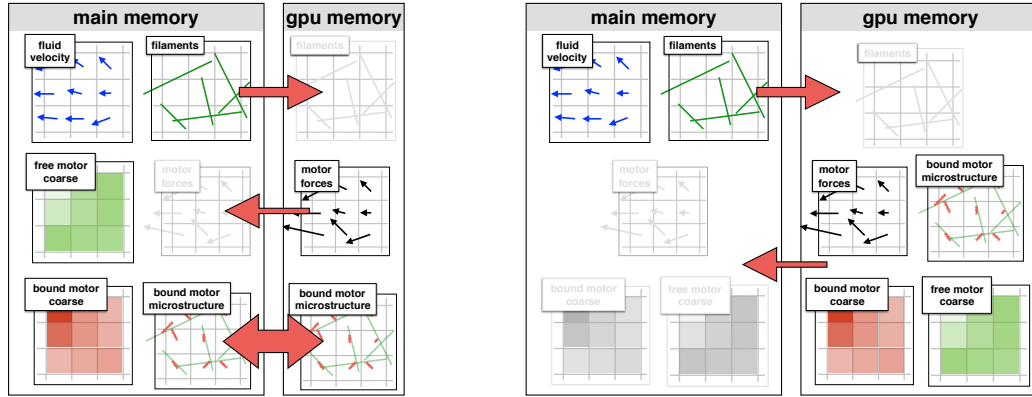 main memory
gpu memory
fluid
velocity
filaments
filaments
free motor
coarse
motor
forces
motor
forces
bound motor
coarse
bound motor
microstructure
bound motor
microstructure
main memory
gpu memory
fluid
velocity
filaments
filaments
motor
forces
motor
forces
bound motor
microstructure
bound motor
coarse
free motor
coarse
bound motor
coarse
free motor
coarse